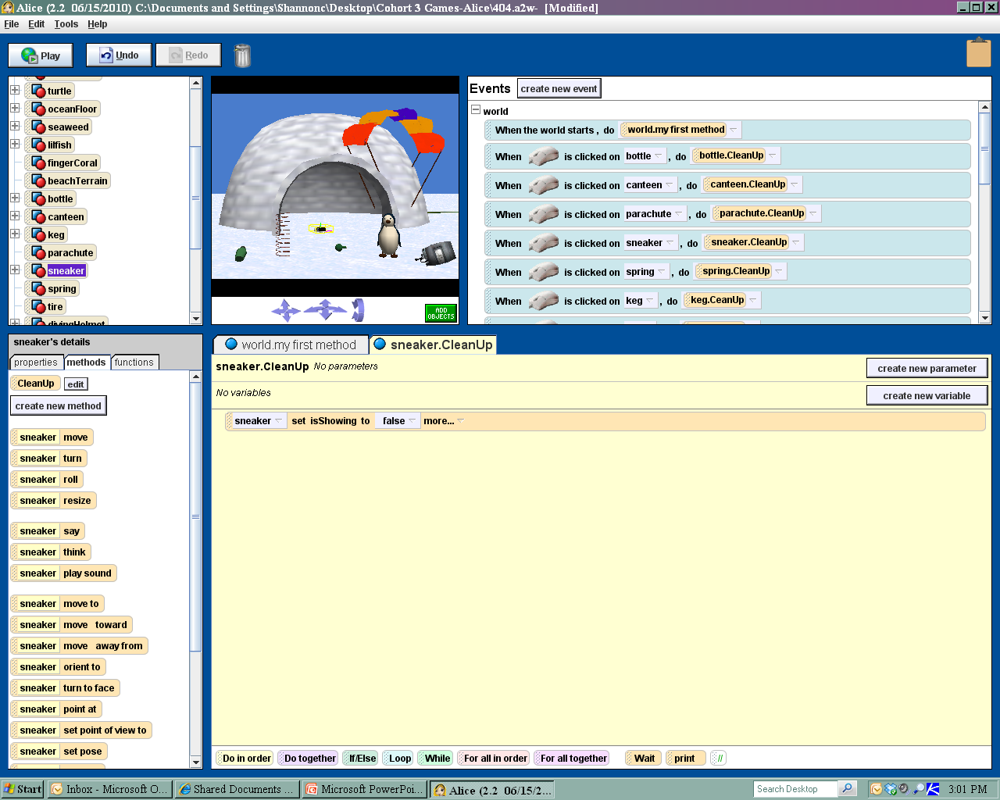 Alice (2.2 06/15/2010) C:\Documents and Settings\Shannonc\Desktop\Cohort 3 Games-Alice\404.a2w- [Modified]
File Edit Tools Help
Play Undo Redo
turtle
oceanFloor
seaweed
lilfish
fingerCoral
beachTerrain
bottle
canteen
keg
parachute
sneaker
spring
tire
divingHelmet
ADD OBJECTS
Events create new event
world
When the world starts , do world.my first method
When is clicked on bottle , do bottle.CleanUp
When is clicked on canteen , do canteen.CleanUp
When is clicked on parachute , do parachute.CleanUp
When is clicked on sneaker , do sneaker.CleanUp
When is clicked on spring , do spring.CleanUp
When is clicked on keg , do keg.CeanUp
sneaker's details
properties methods functions
CleanUp edit
create new method
sneaker move
sneaker turn
sneaker roll
sneaker resize
sneaker say
sneaker think
sneaker play sound
sneaker move to
sneaker move toward
sneaker move away from
sneaker orient to
sneaker turn to face
sneaker point at
sneaker set point of view to
sneaker set pose
world.my first method sneaker.CleanUp
sneaker.CleanUp No parameters create new parameter
No variables create new variable
sneaker set isShowing to false more...
Do in order Do together If/Else Loop While For all in order For all together Wait print //
Start Inbox - Microsoft O... Shared Documents ... Microsoft PowerPoi... Alice (2.2 06/15/2... Search Desktop 3:01 PM